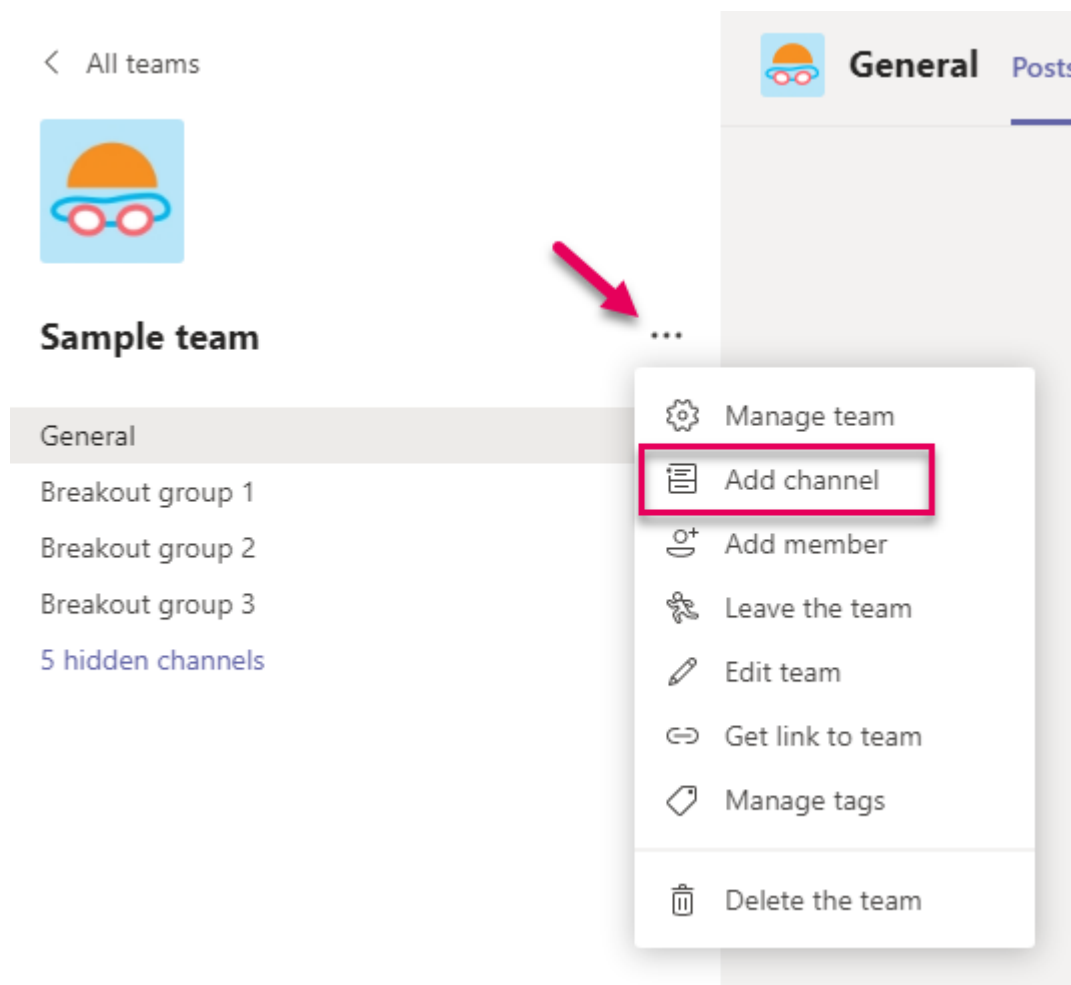 All teams
General Posts
Sample team
General
Breakout group 1
Breakout group 2
Breakout group 3
5 hidden channels
Manage team
Add channel
Add member
Leave the team
Edit team
Get link to team
Manage tags
Delete the team